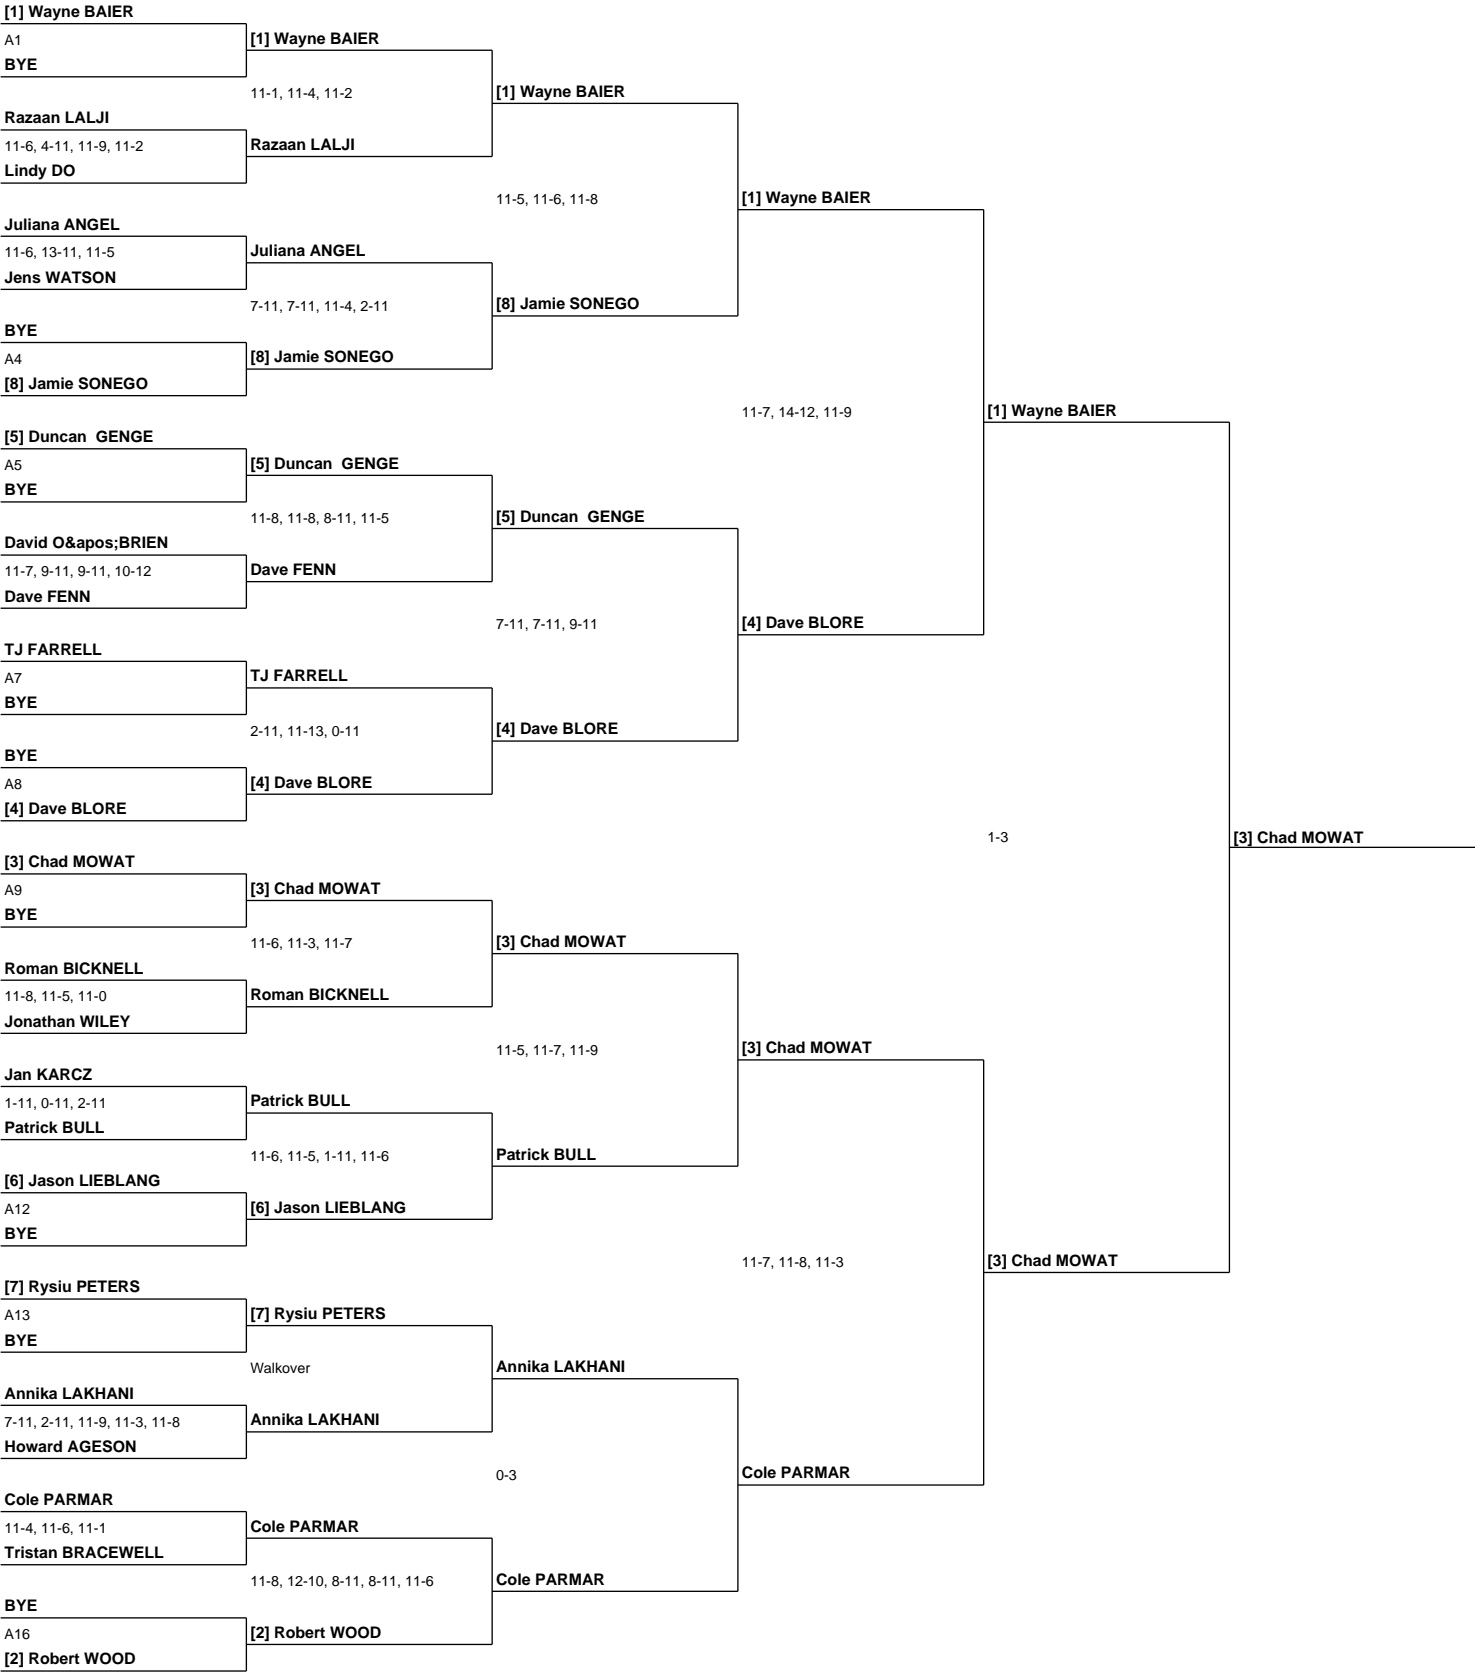 [1] Wayne BAIER
A1
BYE
Razaan LALJI
11-6, 4-11, 11-9, 11-2
Lindy DO
Juliana ANGEL
11-6, 13-11, 11-5
Jens WATSON
BYE
A4
[8] Jamie SONEGO
[5] Duncan  GENGE
A5
BYE
David O&apos;BRIEN
11-7, 9-11, 9-11, 10-12
Dave FENN
TJ FARRELL
A7
BYE
BYE
A8
[4] Dave BLORE
[3] Chad MOWAT
A9
BYE
Roman BICKNELL
11-8, 11-5, 11-0
Jonathan WILEY
Jan KARCZ
1-11, 0-11, 2-11
Patrick BULL
[6] Jason LIEBLANG
A12
BYE
[7] Rysiu PETERS
A13
BYE
Annika LAKHANI
7-11, 2-11, 11-9, 11-3, 11-8
Howard AGESON
Cole PARMAR
11-4, 11-6, 11-1
Tristan BRACEWELL
BYE
A16
[2] Robert WOOD
[1] Wayne BAIER
11-1, 11-4, 11-2
Razaan LALJI
Juliana ANGEL
7-11, 7-11, 11-4, 2-11
[8] Jamie SONEGO
[5] Duncan  GENGE
11-8, 11-8, 8-11, 11-5
Dave FENN
TJ FARRELL
2-11, 11-13, 0-11
[4] Dave BLORE
[3] Chad MOWAT
11-6, 11-3, 11-7
Roman BICKNELL
Patrick BULL
11-6, 11-5, 1-11, 11-6
[6] Jason LIEBLANG
[7] Rysiu PETERS
Walkover
Annika LAKHANI
Cole PARMAR
11-8, 12-10, 8-11, 8-11, 11-6
[2] Robert WOOD
[1] Wayne BAIER
11-5, 11-6, 11-8
[8] Jamie SONEGO
[5] Duncan  GENGE
7-11, 7-11, 9-11
[4] Dave BLORE
[3] Chad MOWAT
11-5, 11-7, 11-9
Patrick BULL
Annika LAKHANI
0-3
Cole PARMAR
[1] Wayne BAIER
11-7, 14-12, 11-9
[4] Dave BLORE
[3] Chad MOWAT
11-7, 11-8, 11-3
Cole PARMAR
[1] Wayne BAIER
1-3
[3] Chad MOWAT
[3] Chad MOWAT